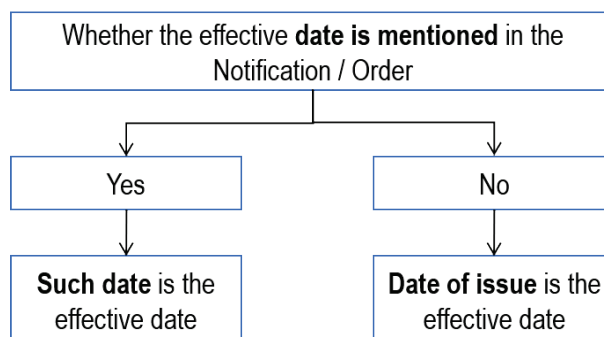 Whether the effective date is mentioned in the
Notification / Order
Yes
No
Such date is the
effective date
Date of issue is the
effective date